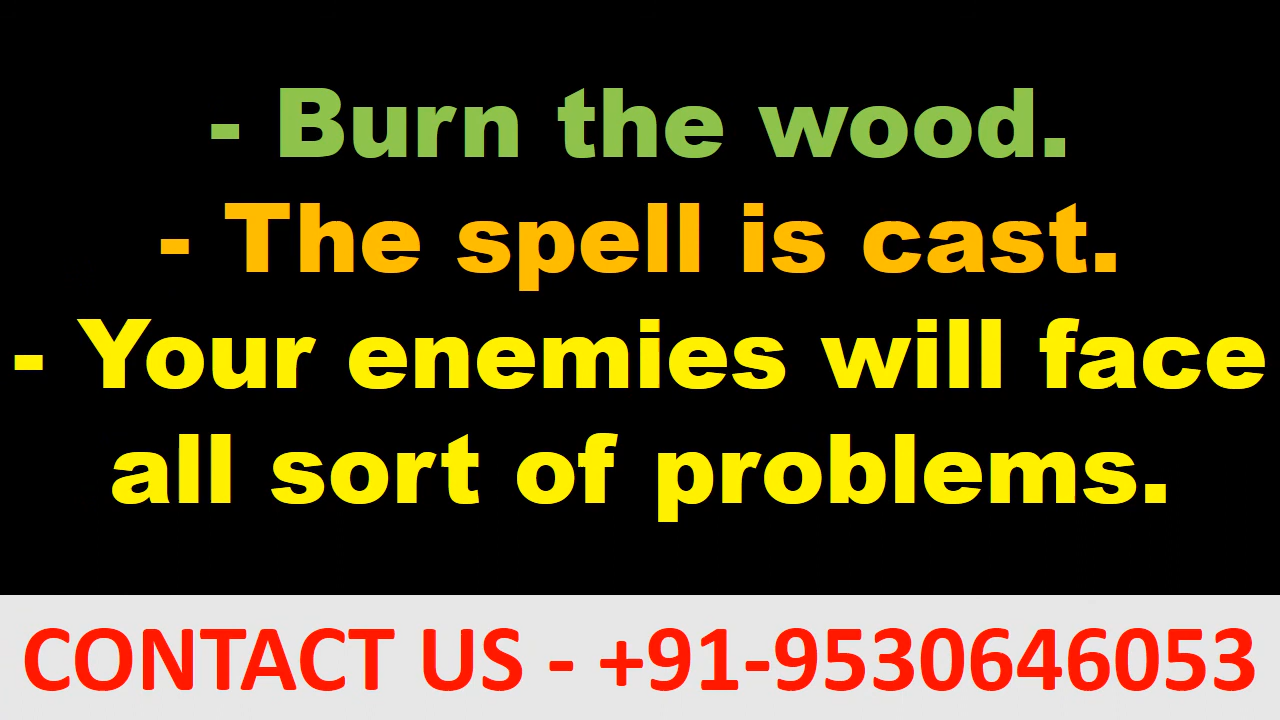 - Burn the wood.
- The spell is cast.
- Your enemies will face
all sort of problems.
CONTACT US - +91-9530646053